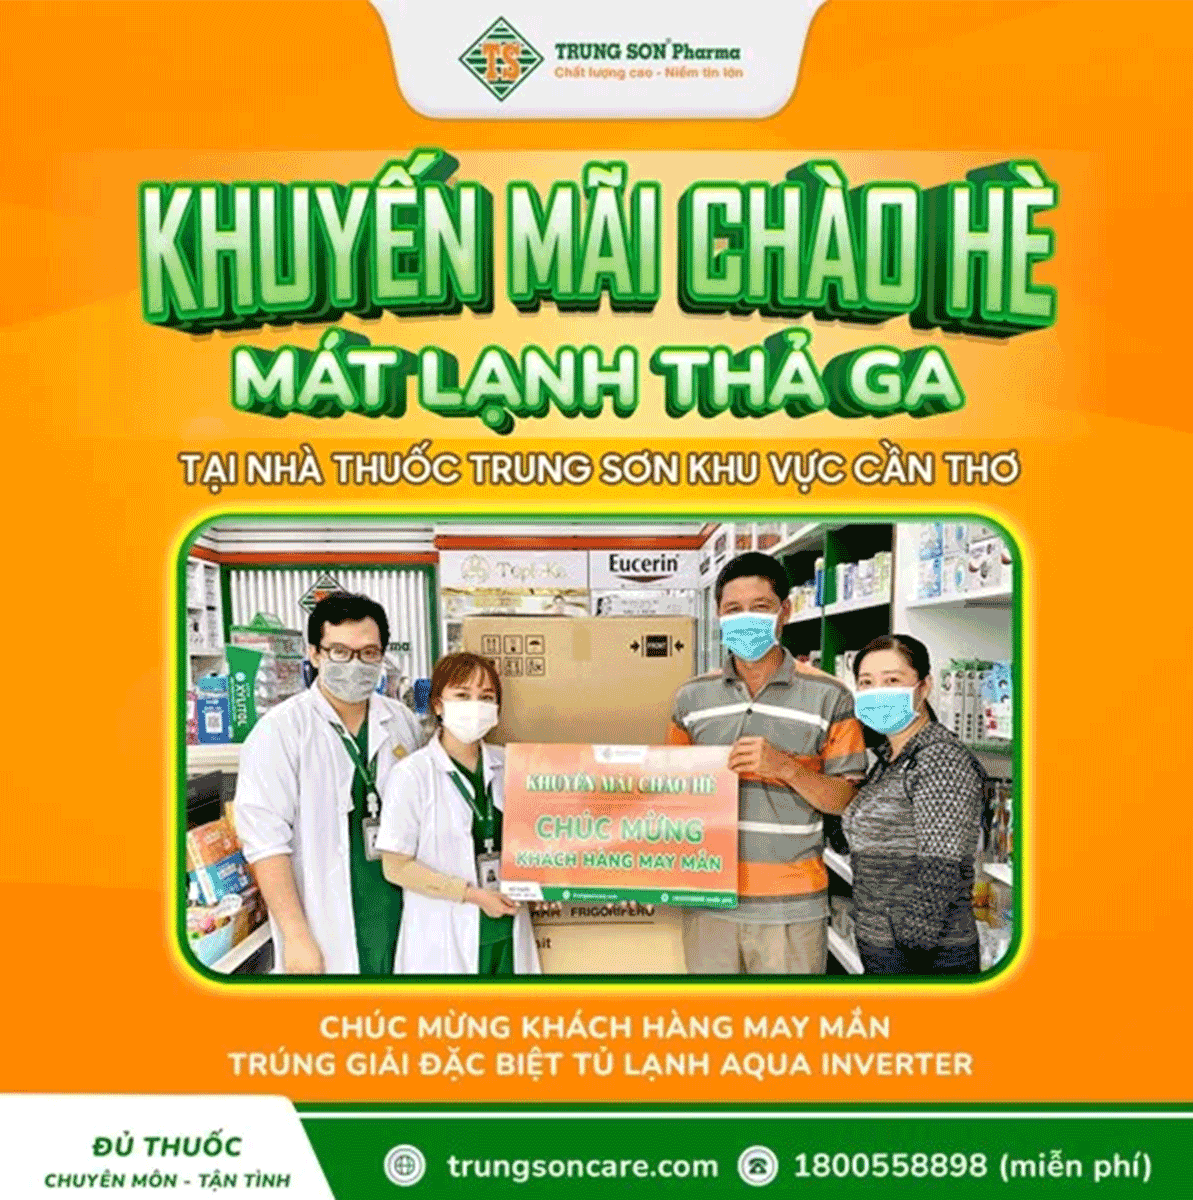 TS
TRUNG SON Pharma
Chất lượng cao - Niềm tin lớn
KHUYẾN MÃI CHÀO HÈ
MÁT LẠNH THẢ GA
TẠI NHÀ THUỐC TRUNG SƠN KHU VỰC CẦN THƠ
Eucerin
XYLITOL
KHUYẾN MÃI CHÀO HÈ
CHÚC MỪNG
KHÁCH HÀNG MAY MẮN
FRIGORIFERO
CHÚC MỪNG KHÁCH HÀNG MAY MẮN
TRÚNG GIẢI ĐẶC BIỆT TỦ LẠNH AQUA INVERTER
ĐỦ THUỐC
CHUYÊN MÔN - TẬN TÌNH
trungsoncare.com
1800558898 (miễn phí)